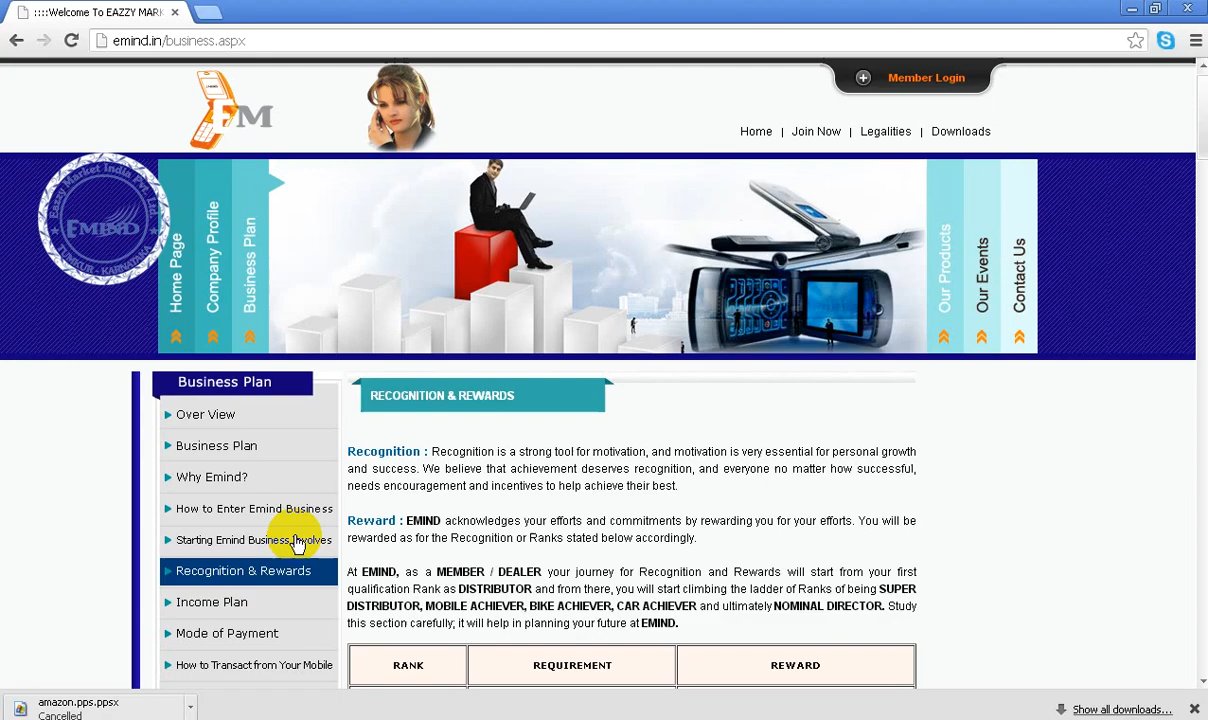 ::::Welcome To EAZZY MARK
emind.in/business.aspx
EM
Member Login
Home | Join Now | Legalities | Downloads
Eazzy Market India Pvt. Ltd.
EMIND
TUMKUR - KARNATAKA
Home Page
Company Profile
Business Plan
Our Products
Our Events
Contact Us
Business Plan
Over View
Business Plan
Why Emind?
How to Enter Emind Business
Starting Emind Business Involves
Recognition & Rewards
Income Plan
Mode of Payment
How to Transact from Your Mobile
RECOGNITION & REWARDS
Recognition : Recognition is a strong tool for motivation, and motivation is very essential for personal growth
and success. We believe that achievement deserves recognition, and everyone no matter how successful,
needs encouragement and incentives to help achieve their best.
Reward : EMIND acknowledges your efforts and commitments by rewarding you for your efforts. You will be
rewarded as for the Recognition or Ranks stated below accordingly.
At EMIND, as a MEMBER / DEALER your journey for Recognition and Rewards will start from your first
qualification Rank as DISTRIBUTOR and from there, you will start climbing the ladder of Ranks of being SUPER
DISTRIBUTOR, MOBILE ACHIEVER, BIKE ACHIEVER, CAR ACHIEVER and ultimately NOMINAL DIRECTOR. Study
this section carefully; it will help in planning your future at EMIND.
RANK REQUIREMENT REWARD
amazon.pps.ppsx
Cancelled
Show all downloads...